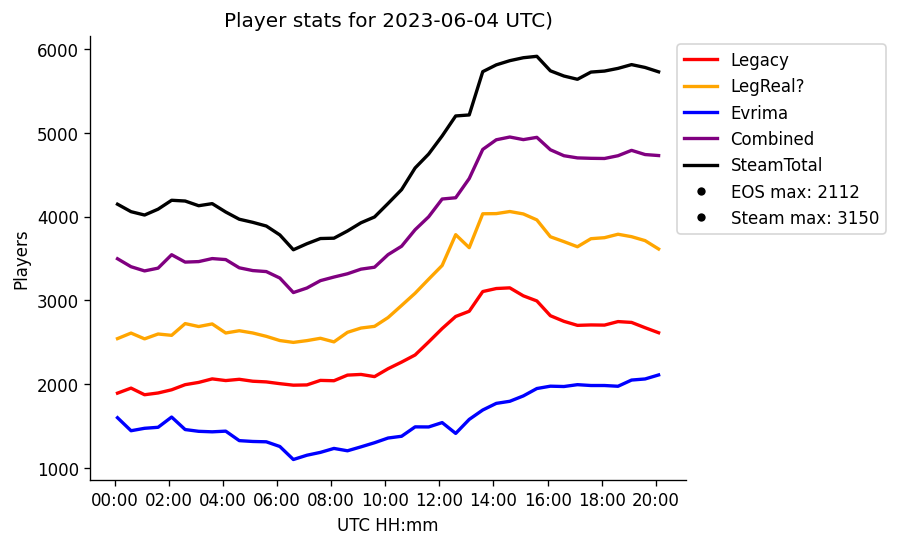 Player stats for 2023-06-04 UTC)
6000
5000
4000
3000
2000
1000
Players
00:00 02:00 04:00 06:00 08:00 10:00 12:00 14:00 16:00 18:00 20:00
UTC HH:mm
Legacy
LegReal?
Evrima
Combined
SteamTotal
EOS max: 2112
Steam max: 3150